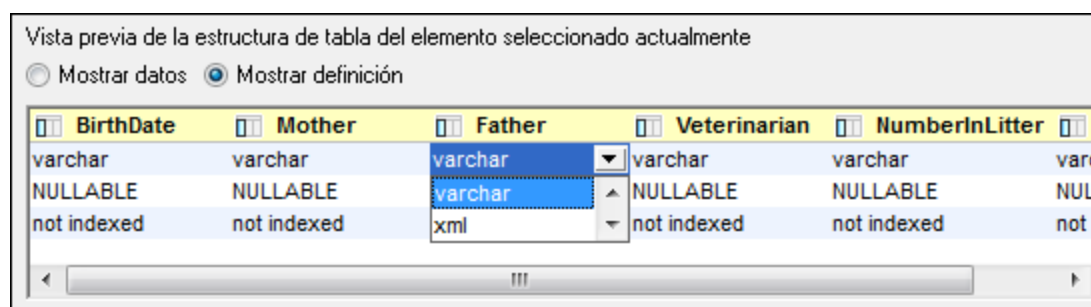 Vista previa de la estructura de tabla del elemento seleccionado actualmente
Mostrar datos Mostrar definición
BirthDate Mother Father Veterinarian NumberInLitter
varchar varchar varchar varchar varchar
NULLABLE NULLABLE varchar NULLABLE NULLABLE
not indexed not indexed xml not indexed not indexed not